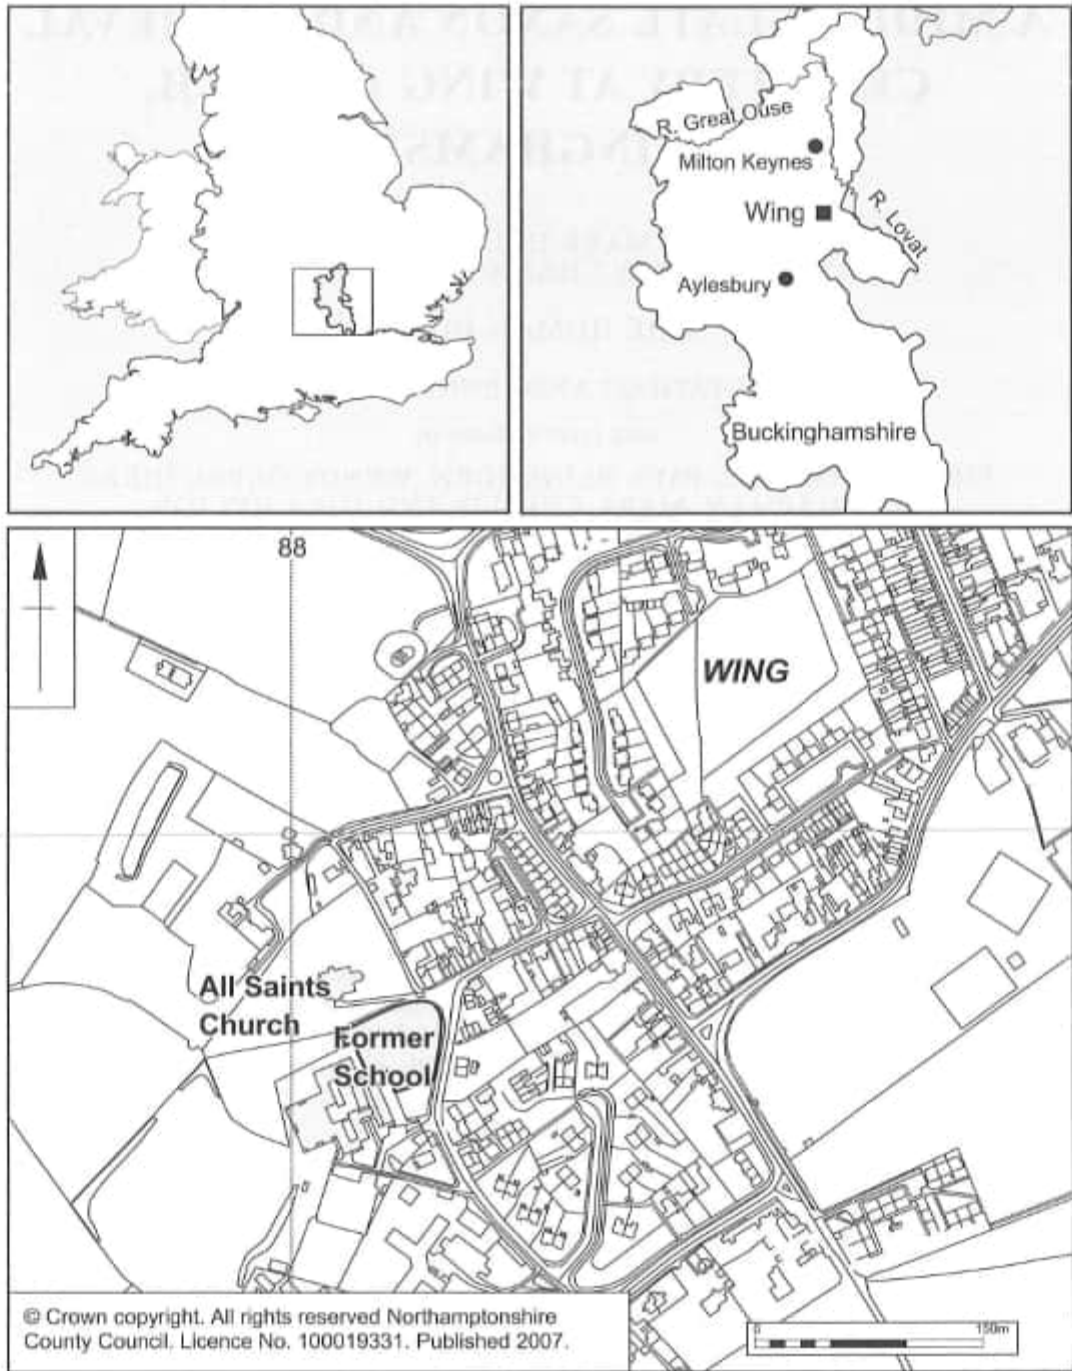 R. Great Ouse
Milton Keynes
Wing
R. Lovat
Aylesbury
Buckinghamshire
88
WING
All Saints
Church
Former
School
© Crown copyright. All rights reserved Northamptonshire
County Council. Licence No. 100019331. Published 2007.
0
150m